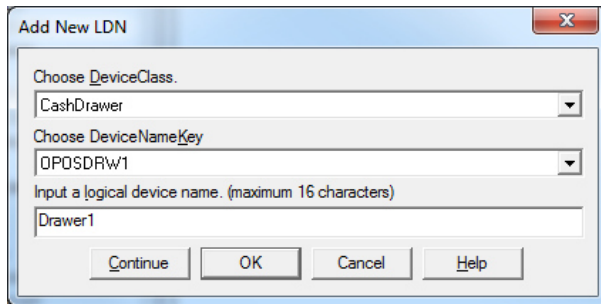 Add New LDN
Choose DeviceClass.
CashDrawer
Choose DeviceNameKey
OPOSDRW1
Input a logical device name. (maximum 16 characters)
Drawer1
Continue OK Cancel Help